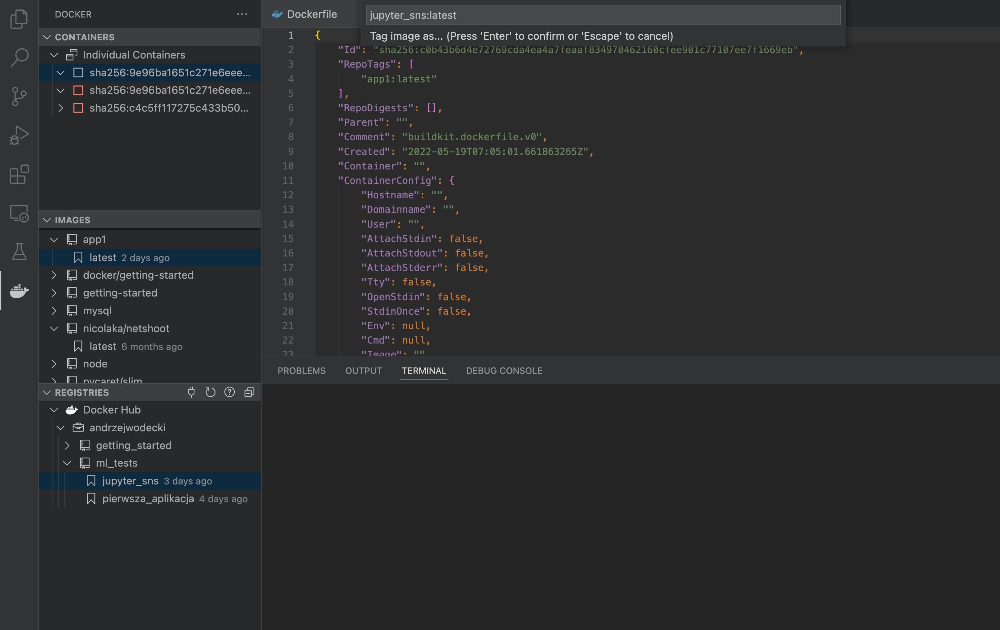 DOCKER
CONTAINERS
Individual Containers
sha256:9e96ba1651c271e6eee...
sha256:9e96ba1651c271e6eee...
sha256:c4c5ff117275c433b50...
IMAGES
app1
latest 2 days ago
docker/getting-started
getting-started
mysql
nicolaka/netshoot
latest 6 months ago
node
pycaret/slim
REGISTRIES
Docker Hub
andrzejwodecki
getting_started
ml_tests
jupyter_sns 3 days ago
pierwsza_aplikacja 4 days ago
Dockerfile
jupyter_sns:latest
Tag image as... (Press 'Enter' to confirm or 'Escape' to cancel)
1 {
2 "Id": "sha256:c0b43b6d4e72769cda4ea4a7feaaf834970462160cfee901c77107ee7f1669eb",
3 "RepoTags": [
4 "app1:latest"
5 ],
6 "RepoDigests": [],
7 "Parent": "",
8 "Comment": "buildkit.dockerfile.v0",
9 "Created": "2022-05-19T07:05:01.661863265Z",
10 "Container": "",
11 "ContainerConfig": {
12 "Hostname": "",
13 "Domainname": "",
14 "User": "",
15 "AttachStdin": false,
16 "AttachStdout": false,
17 "AttachStderr": false,
18 "Tty": false,
19 "OpenStdin": false,
20 "StdinOnce": false,
21 "Env": null,
22 "Cmd": null,
23 "Image": ""
PROBLEMS OUTPUT TERMINAL DEBUG CONSOLE